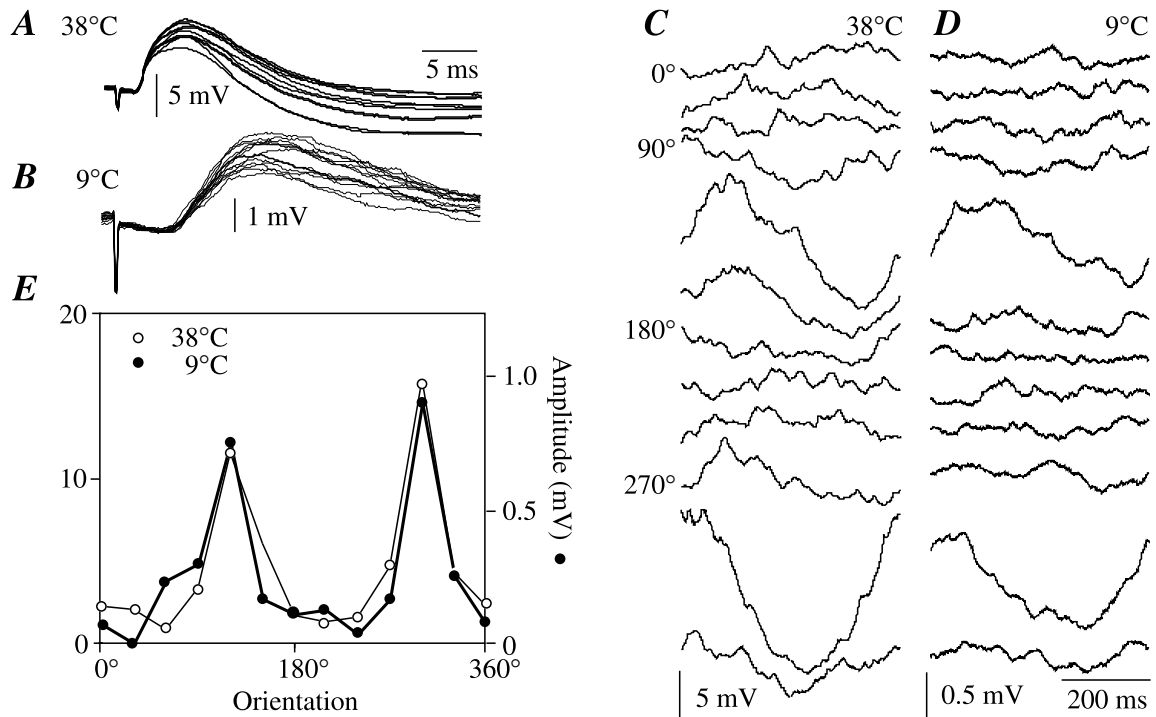 A 38°C
5 ms
5 mV
B 9°C
1 mV
E
20
10
0
38°C
9°C
1.0
0.5
0
Amplitude (mV)
0° 180° 360°
Orientation
C 38°C
0°
90°
180°
270°
5 mV
D 9°C
0.5 mV
200 ms